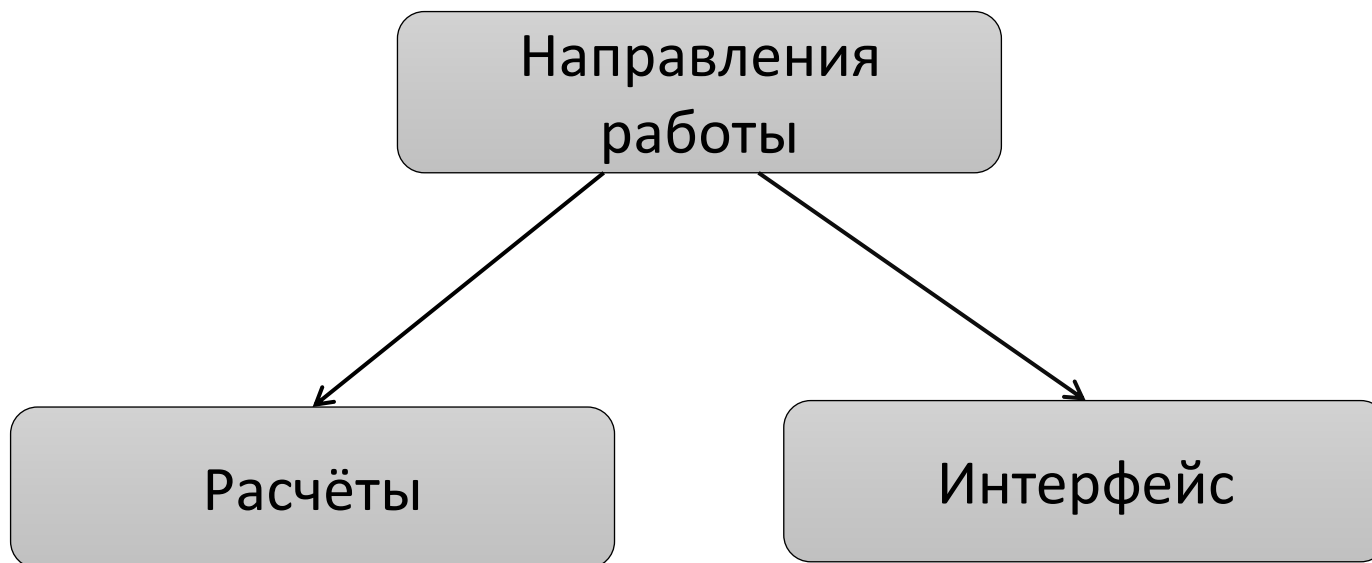 Направления
работы
Расчёты
Интерфейс